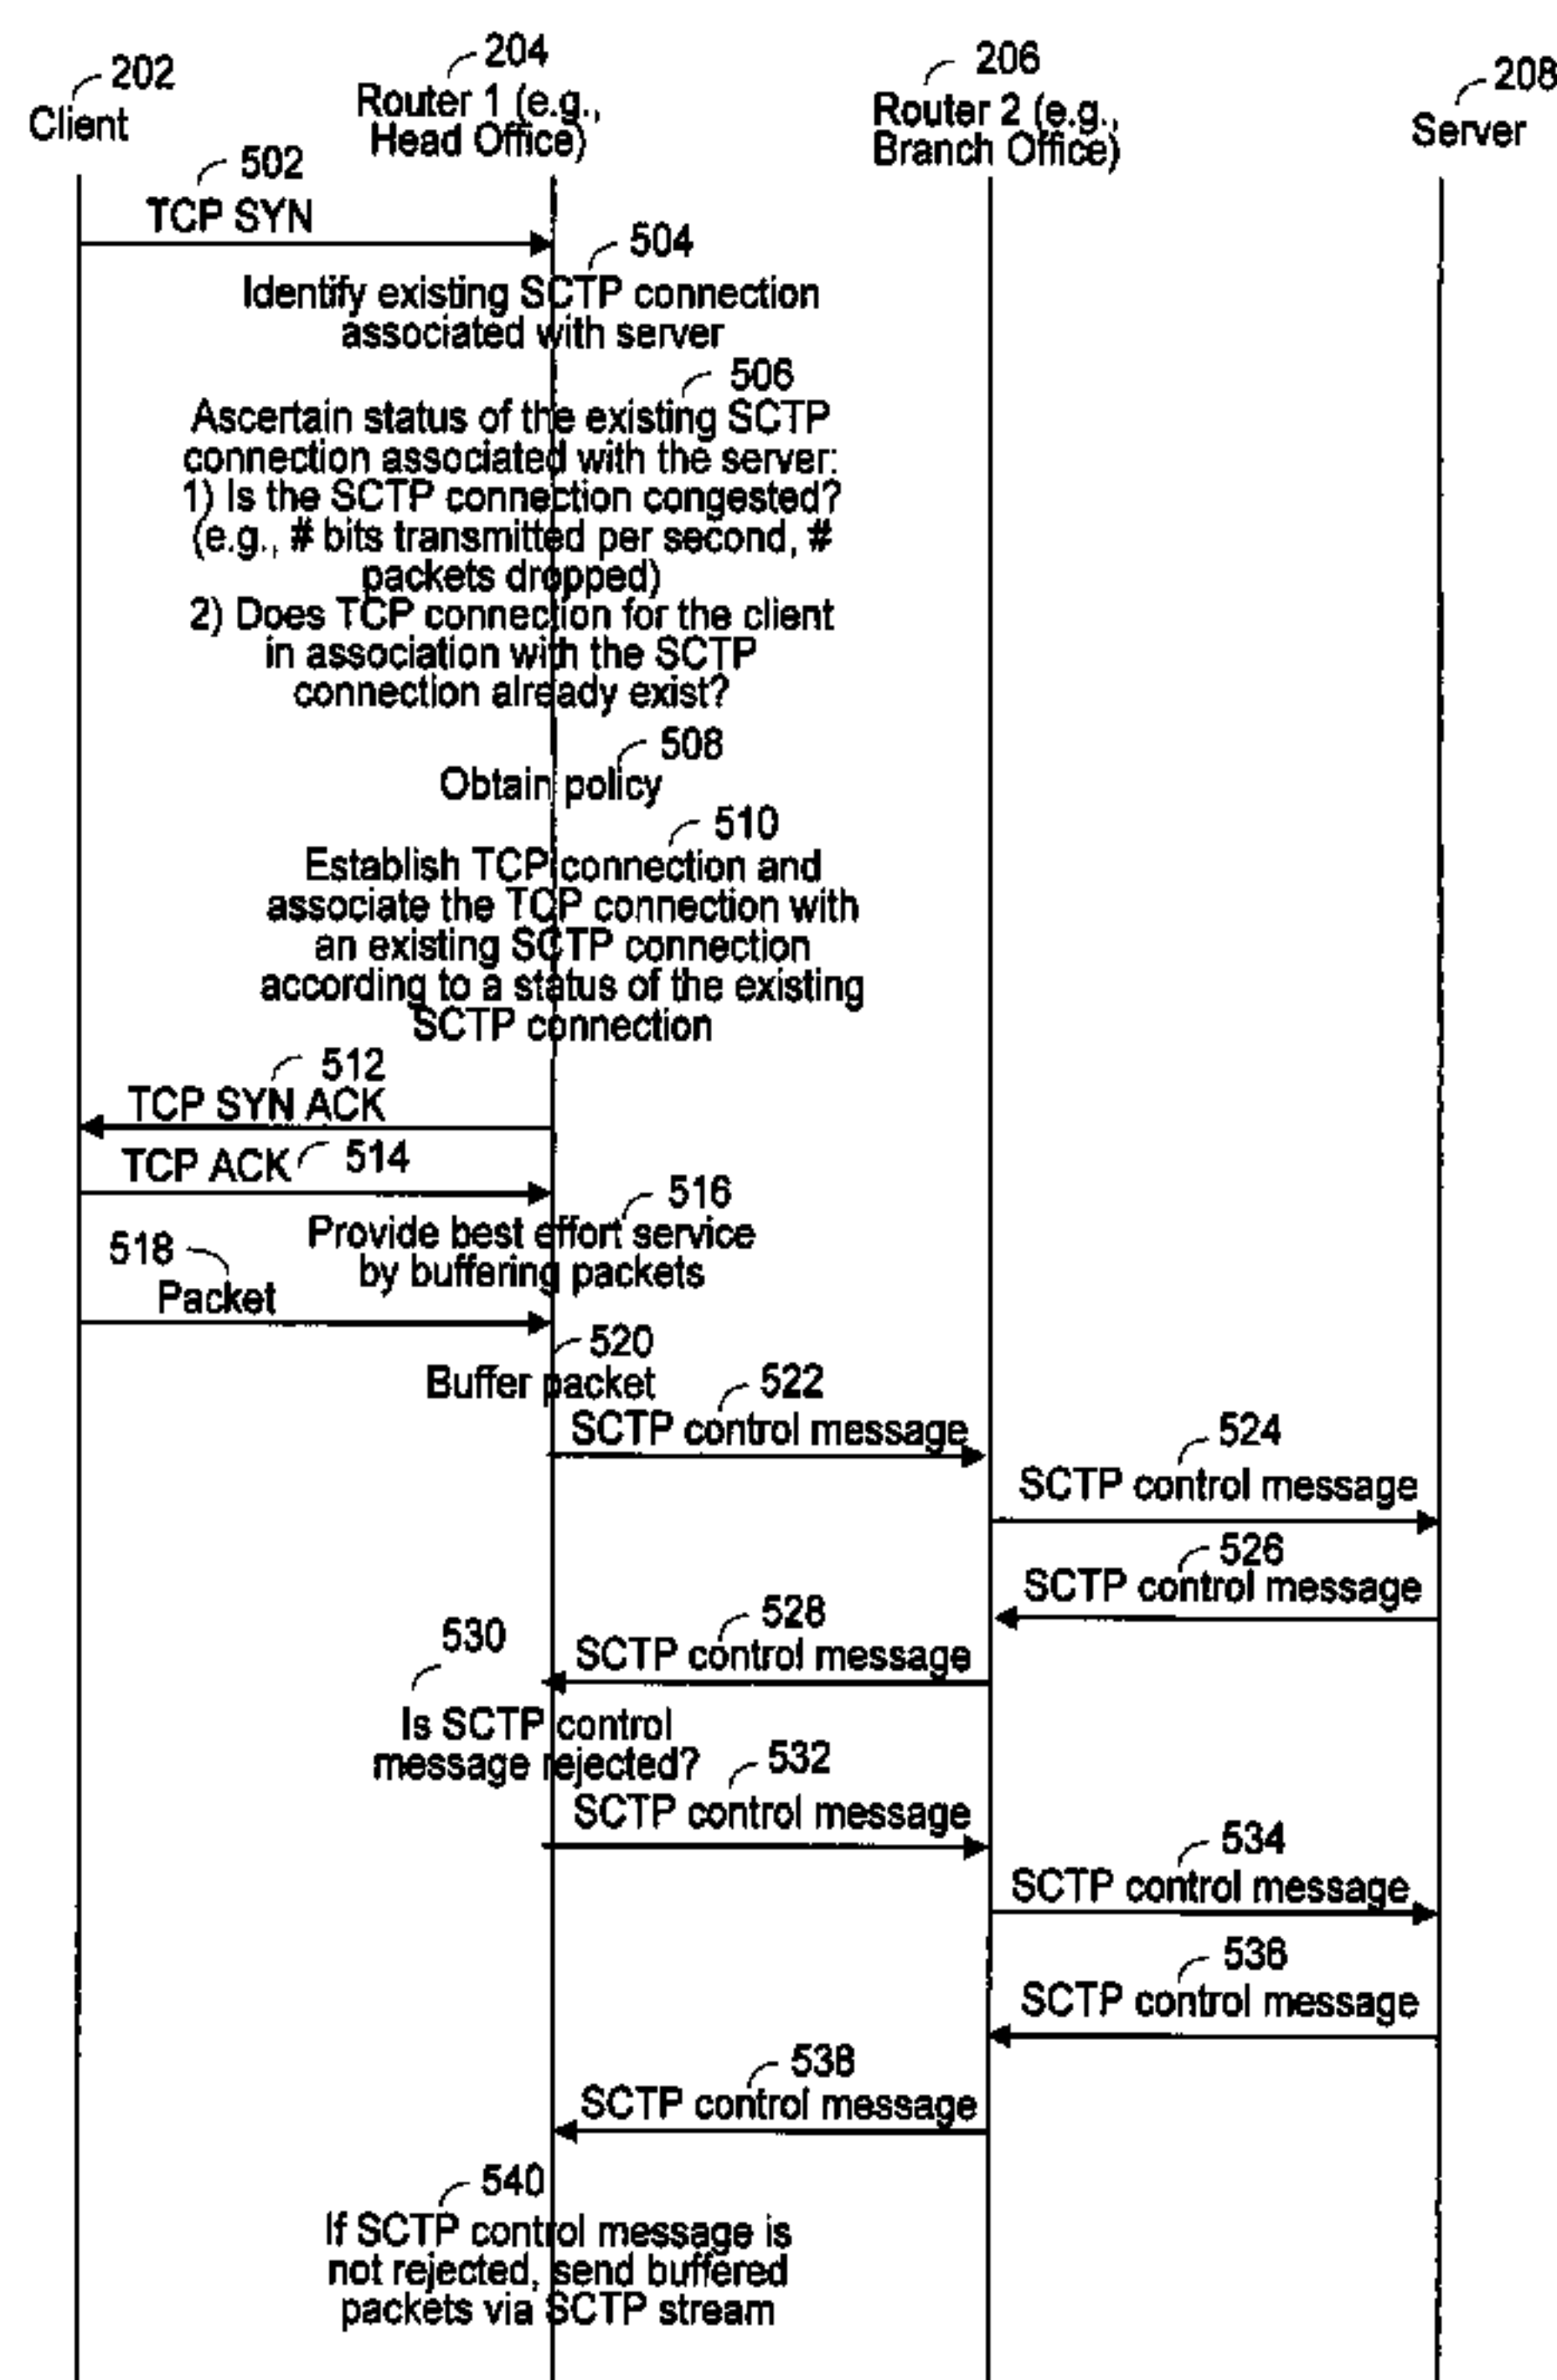 202
Client
204
Router 1 (e.g.,
Head Office)
206
Router 2 (e.g.,
Branch Office)
208
Server
502
TCP SYN
504
Identify existing SCTP connection
associated with server
506
Ascertain status of the existing SCTP
connection associated with the server:
1) Is the SCTP connection congested?
(e.g., # bits transmitted per second, #
packets dropped)
2) Does TCP connection for the client
in association with the SCTP
connection already exist?
508
Obtain policy
510
Establish TCP connection and
associate the TCP connection with
an existing SCTP connection
according to a status of the existing
SCTP connection
512
TCP SYN ACK
514
TCP ACK
516
Provide best effort service
by buffering packets
518
Packet
520
Buffer packet
522
SCTP control message
524
SCTP control message
526
SCTP control message
528
SCTP control message
530
Is SCTP control
message rejected?
532
SCTP control message
534
SCTP control message
536
SCTP control message
538
SCTP control message
540
If SCTP control message is
not rejected, send buffered
packets via SCTP stream